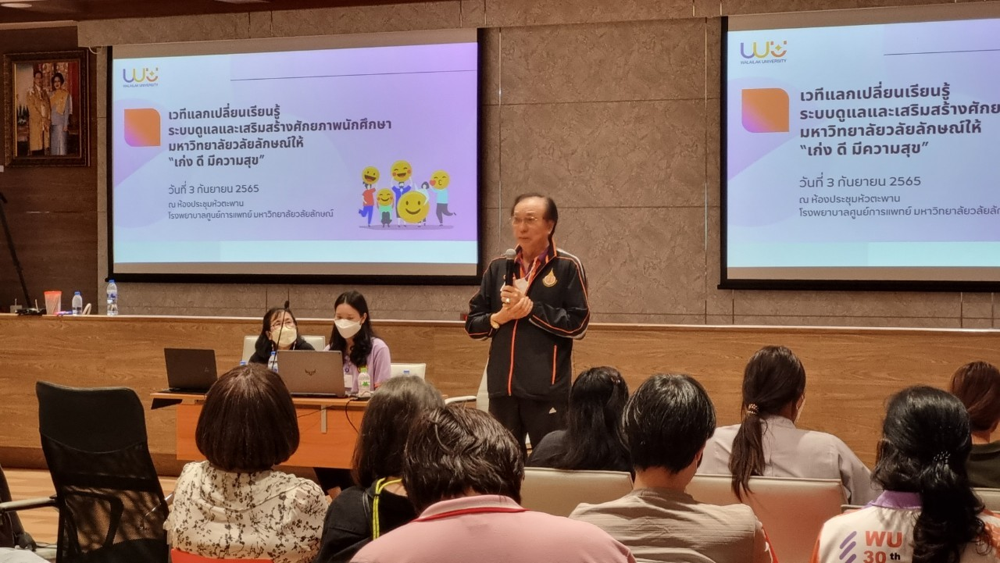 WU
WALAILAK UNIVERSITY
เวทีแลกเปลี่ยนเรียนรู้
ระบบดูแลและเสริมสร้างศักยภาพนักศึกษา
มหาวิทยาลัยวลัยลักษณ์ให้
“เก่ง ดี มีความสุข”
วันที่ 3 กันยายน 2565
ณ ห้องประชุมหัวตะพาน
โรงพยาบาลศูนย์การแพทย์ มหาวิทยาลัยวลัยลักษณ์
WU
WALAILAK UNIVERSITY
เวทีแลกเปลี่ยนเรียนรู้
ระบบดูแลและเสริมสร้างศักย
มหาวิทยาลัยวลัยลักษณ์ให้
“เก่ง ดี มีความสุข”
วันที่ 3 กันยายน 2565
ณ ห้องประชุมหัวตะพาน
โรงพยาบาลศูนย์การแพทย์ มหาวิทยาลัยวลัยลัก
WU
30th